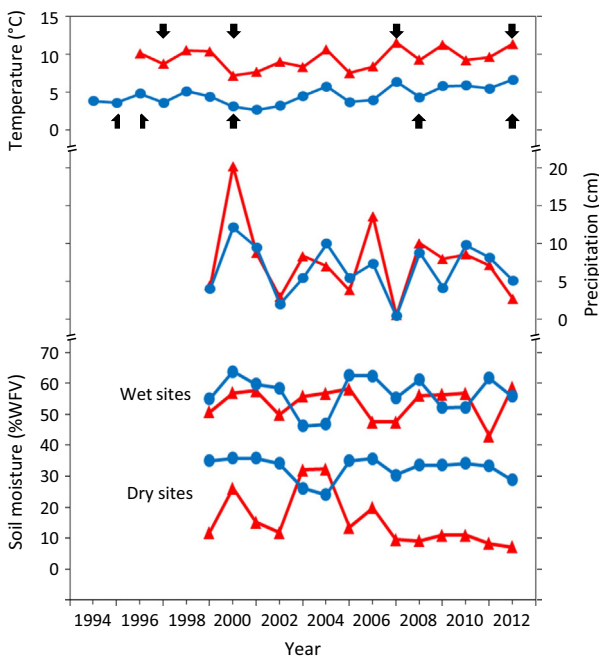 Temperature (°C)
15
10
5
0
Precipitation (cm)
20
15
10
5
0
Soil moisture (%WFV)
70
60
50
40
30
20
10
0
Wet sites
Dry sites
1994 1996 1998 2000 2002 2004 2006 2008 2010 2012
Year